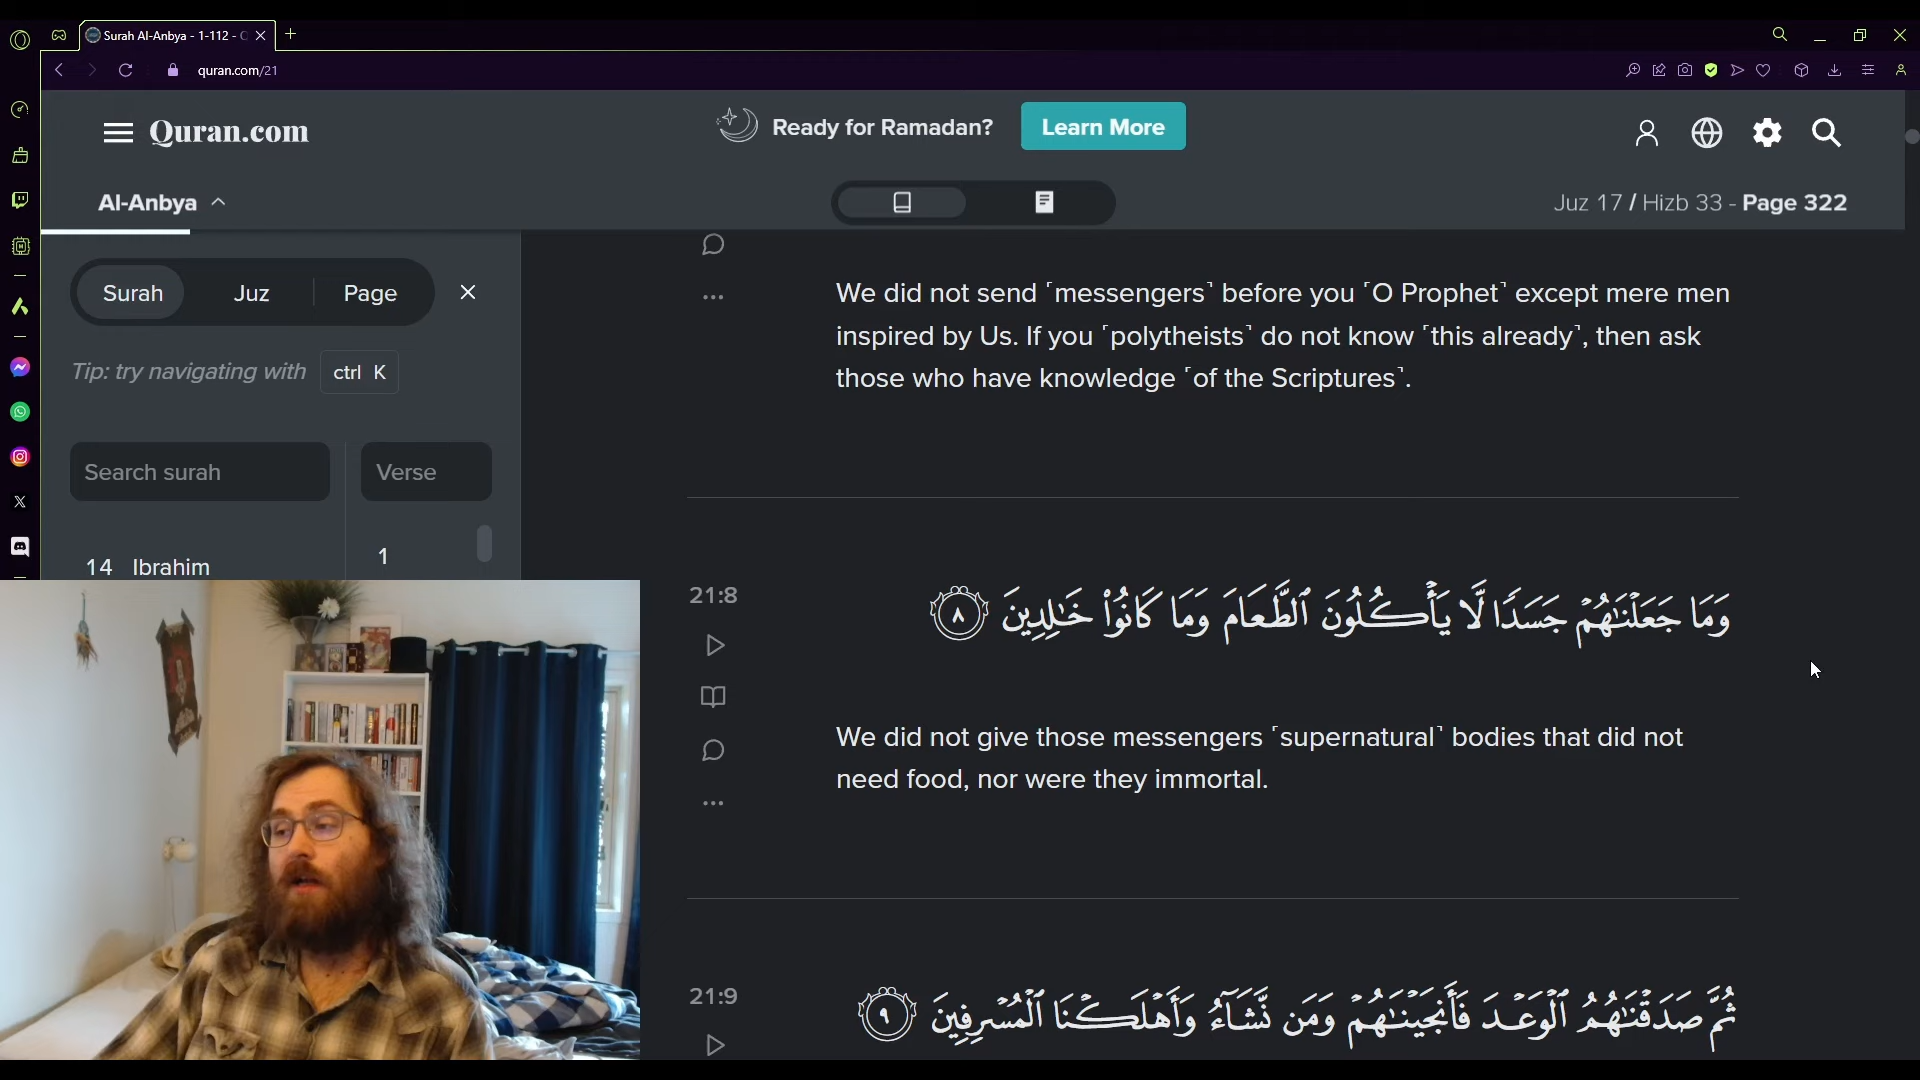 Surah Al-Anbya - 1-112 -
quran.com/21
Quran.com
Ready for Ramadan?
Learn More
Al-Anbya
Juz 17 / Hizb 33 - Page 322
Surah
Juz
Page
Tip: try navigating with ctrl K
Search surah
Verse
14 Ibrahim
1
We did not send ˹messengers˺ before you ˹O Prophet˺ except mere men
inspired by Us. If you ˹polytheists˺ do not know ˹this already˺, then ask
those who have knowledge ˹of the Scriptures˺.
21:8
وَمَا جَعَلْنَـٰهُمْ جَسَدًا لَّا يَأْكُلُونَ ٱلطَّعَامَ وَمَا كَانُوا۟ خَـٰلِدِينَ ٨
We did not give those messengers ˹supernatural˺ bodies that did not
need food, nor were they immortal.
21:9
ثُمَّ صَدَقْنَـٰهُمُ ٱلْوَعْدَ فَأَنجَيْنَـٰهُمْ وَمَن نَّشَآءُ وَأَهْلَكْنَا ٱلْمُسْرِفِينَ ٩